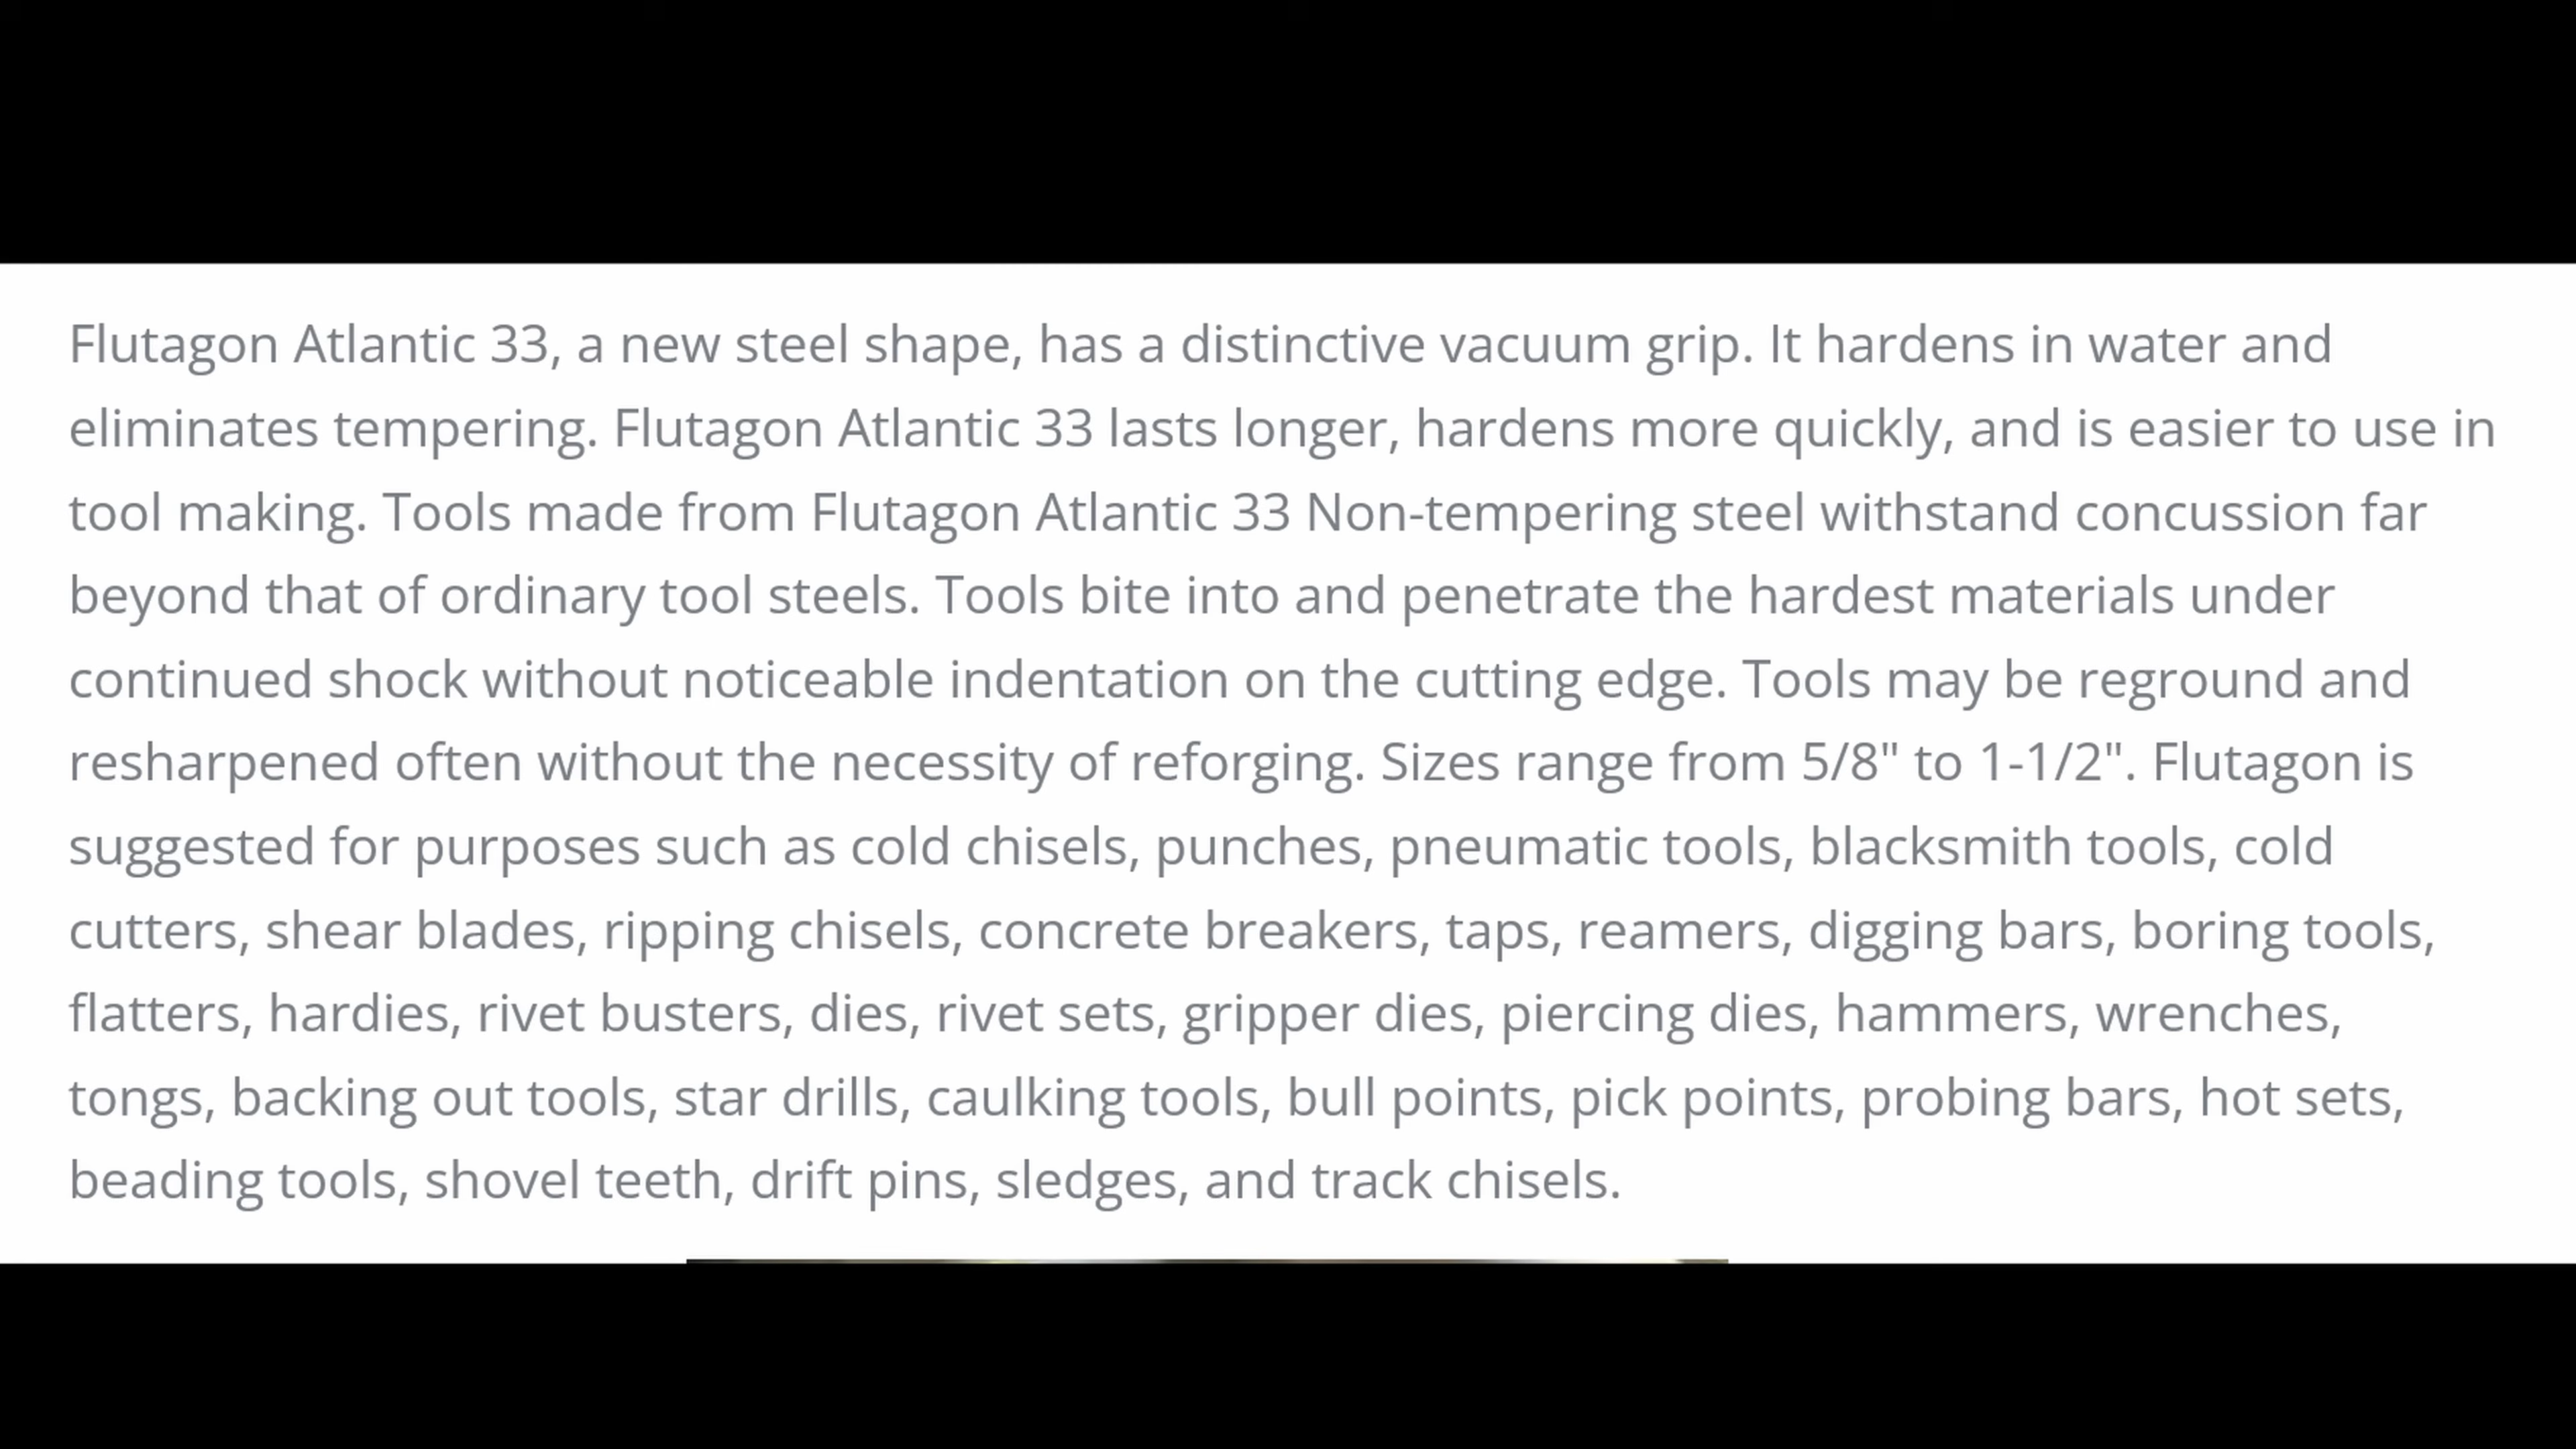 Flutagon Atlantic 33, a new steel shape, has a distinctive vacuum grip. It hardens in water and
eliminates tempering. Flutagon Atlantic 33 lasts longer, hardens more quickly, and is easier to use in
tool making. Tools made from Flutagon Atlantic 33 Non-tempering steel withstand concussion far
beyond that of ordinary tool steels. Tools bite into and penetrate the hardest materials under
continued shock without noticeable indentation on the cutting edge. Tools may be reground and
resharpened often without the necessity of reforging. Sizes range from 5/8" to 1-1/2". Flutagon is
suggested for purposes such as cold chisels, punches, pneumatic tools, blacksmith tools, cold
cutters, shear blades, ripping chisels, concrete breakers, taps, reamers, digging bars, boring tools,
flatters, hardies, rivet busters, dies, rivet sets, gripper dies, piercing dies, hammers, wrenches,
tongs, backing out tools, star drills, caulking tools, bull points, pick points, probing bars, hot sets,
beading tools, shovel teeth, drift pins, sledges, and track chisels.